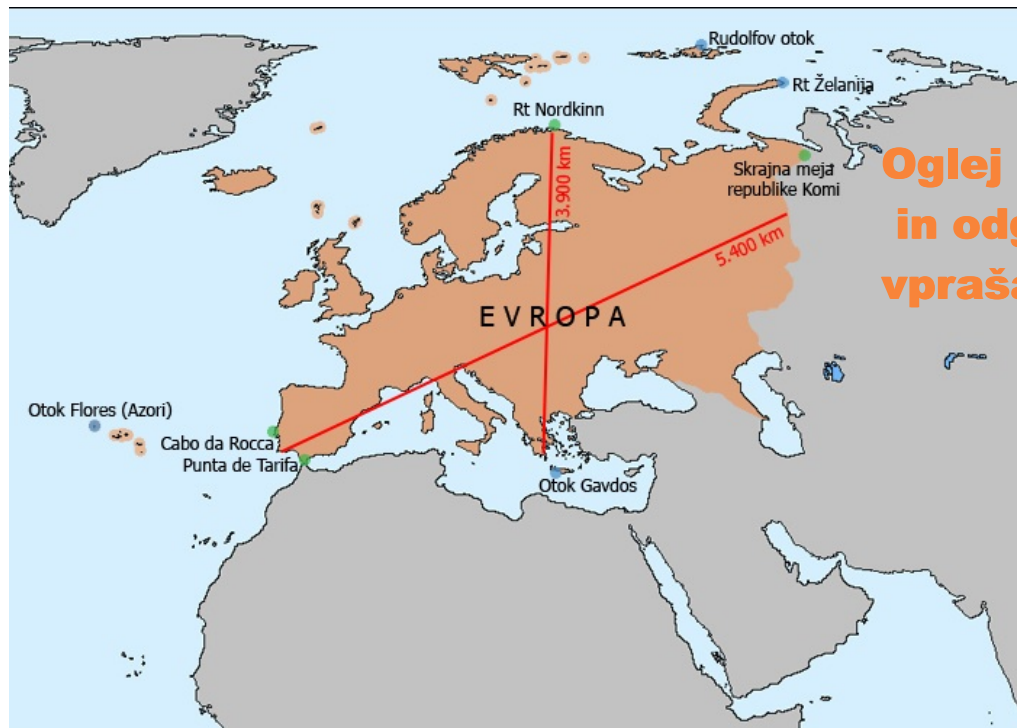 Rudolfov otok
Rt Želanija
Rt Nordkinn
Skrajna meja
republike Komi
3.900 km
5.400 km
Oglej
in odg
vpraša
E V R O P A
Otok Flores (Azori)
Cabo da Rocca
Punta de Tarifa
Otok Gavdos